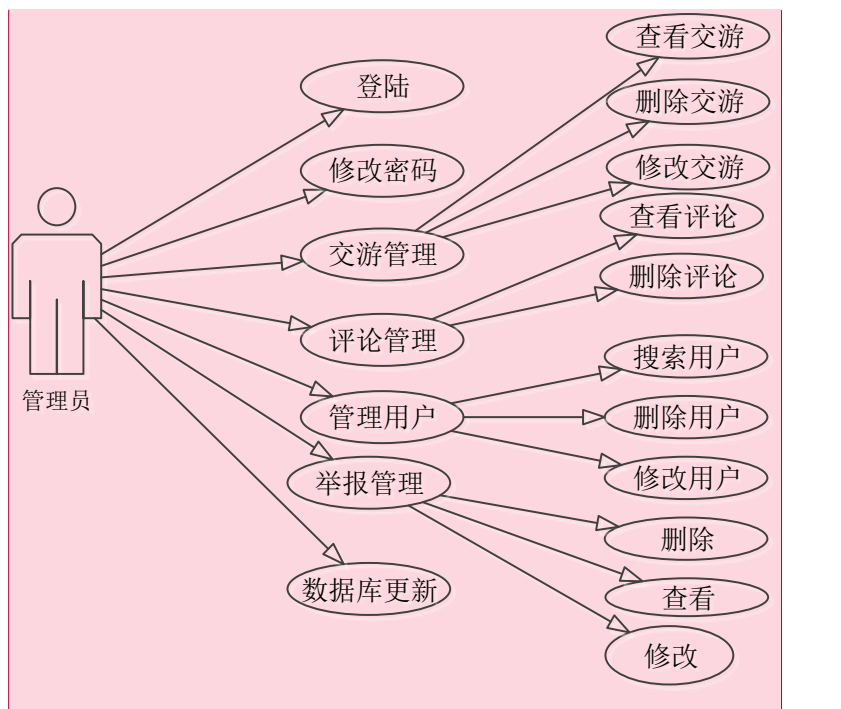 查看交游
登陆
删除交游
修改密码
修改交游
查看评论
交游管理
删除评论
评论管理
搜索用户
管理员
管理用户
删除用户
举报管理
修改用户
删除
数据库更新
查看
修改